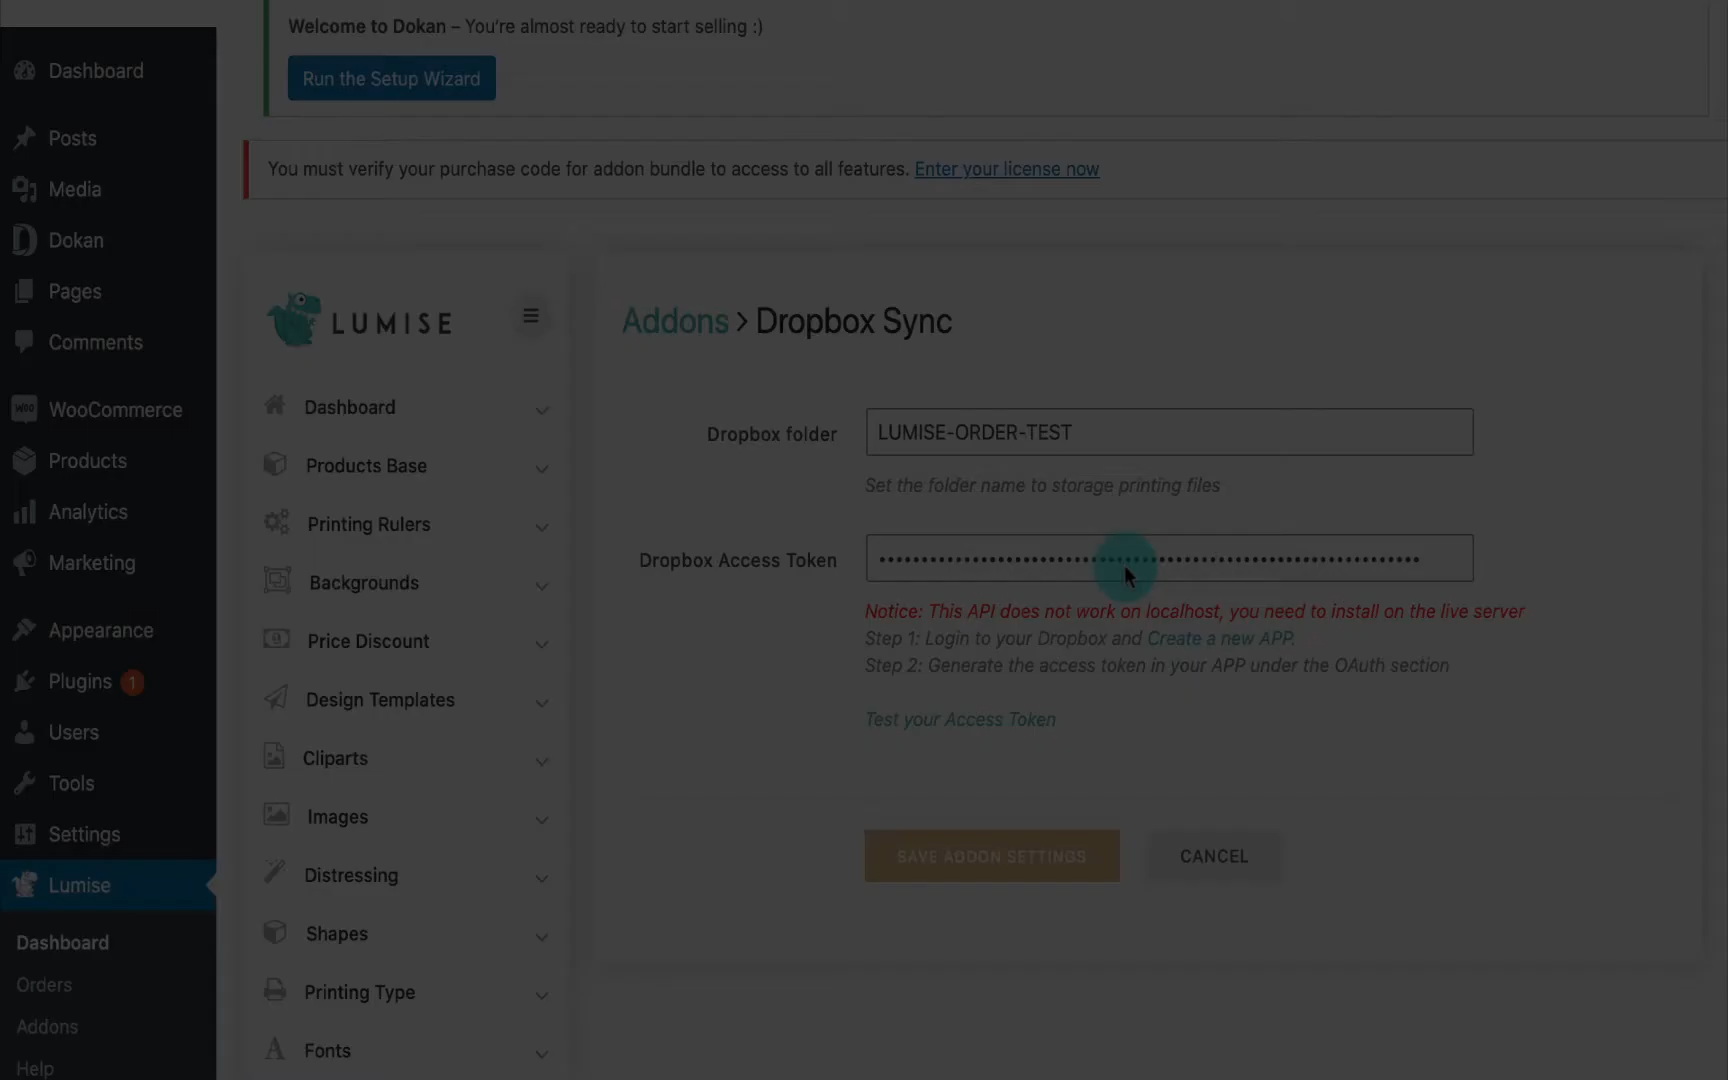 Welcome to Dokan – You're almost ready to start selling :)
Run the Setup Wizard
You must verify your purchase code for addon bundle to access to all features. Enter your license now
Dashboard
Posts
Media
Dokan
Pages
Comments
WooCommerce
Products
Analytics
Marketing
Appearance
Plugins 1
Users
Tools
Settings
Lumise
Dashboard
Orders
Addons
Help
LUMISE
Dashboard
Products Base
Printing Rulers
Backgrounds
Price Discount
Design Templates
Cliparts
Images
Distressing
Shapes
Printing Type
Fonts
Addons > Dropbox Sync
Dropbox folder
LUMISE-ORDER-TEST
Set the folder name to storage printing files
Dropbox Access Token
Notice: This API does not work on localhost, you need to install on the live server
Step 1: Login to your Dropbox and Create a new APP.
Step 2: Generate the access token in your APP under the OAuth section
Test your Access Token
SAVE ADDON SETTINGS
CANCEL